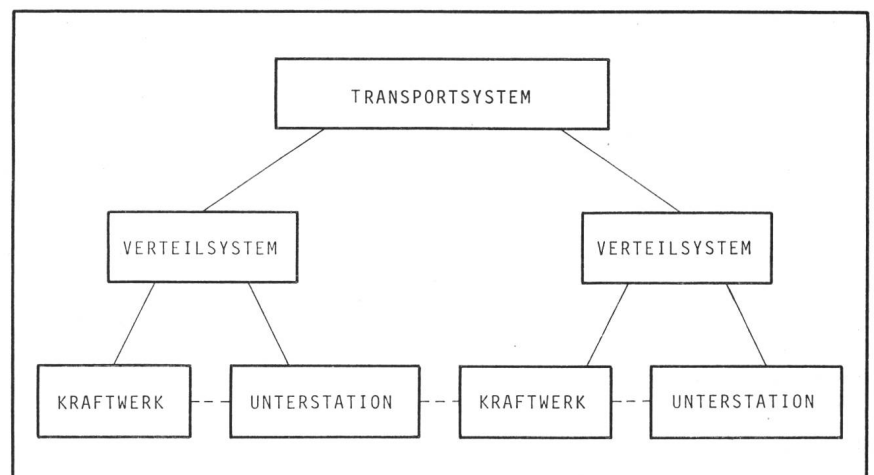 TRANSPORTSYSTEM
VERTEILSYSTEM VERTEILSYSTEM
KRAFTWERK UNTERSTATION KRAFTWERK UNTERSTATION